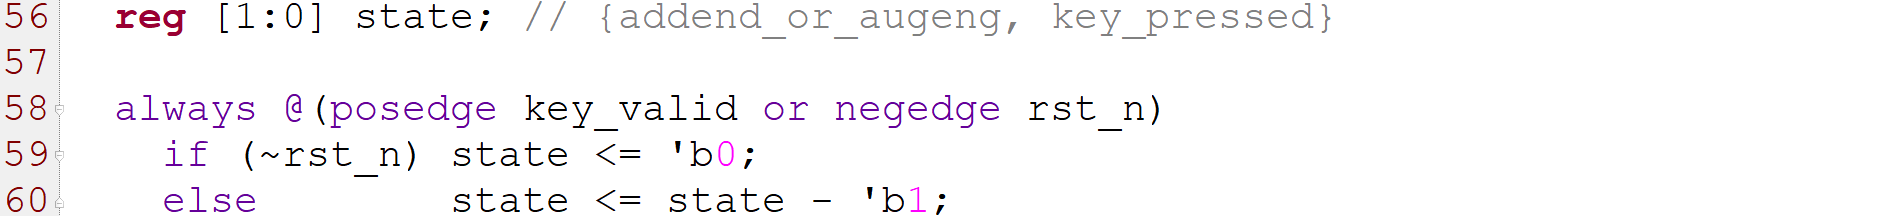 56 reg [1:0] state; // {addend_or_augeng, key_pressed}
57
58 always @(posedge key_valid or negedge rst_n)
59 if (~rst_n) state <= 'b0;
60 else state <= state - 'b1;